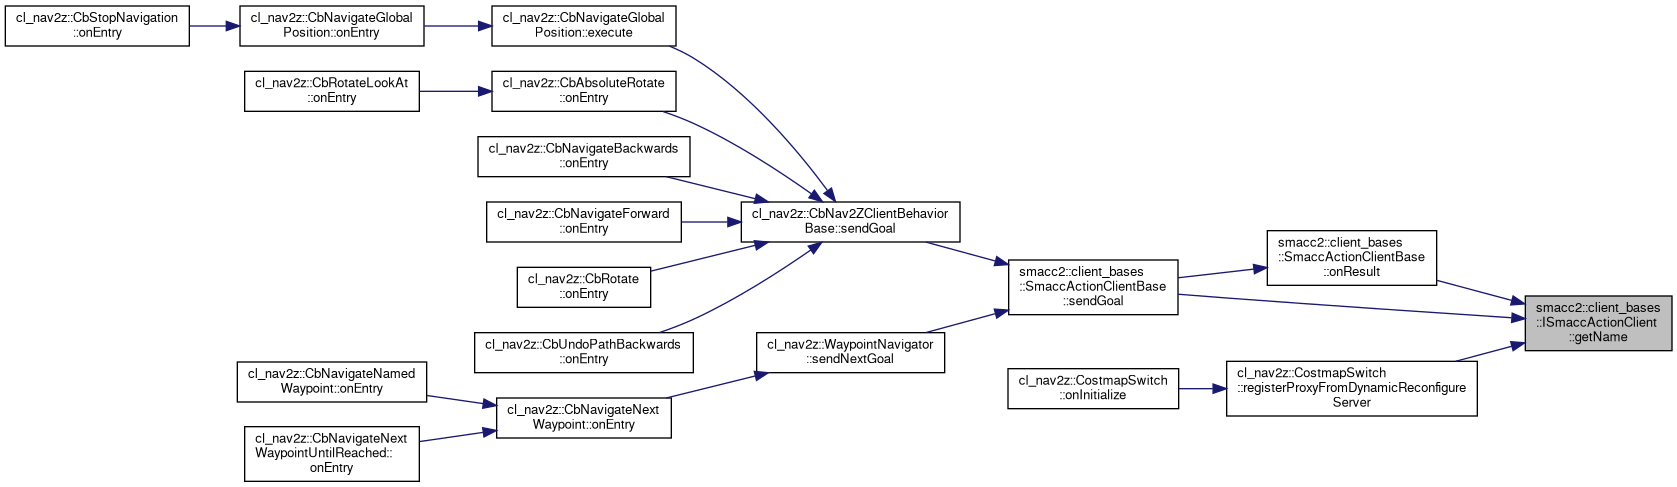 cl_nav2z::CbStopNavigation
::onEntry
cl_nav2z::CbNavigateGlobal
Position::onEntry
cl_nav2z::CbNavigateGlobal
Position::execute
cl_nav2z::CbRotateLookAt
::onEntry
cl_nav2z::CbAbsoluteRotate
::onEntry
cl_nav2z::CbNavigateBackwards
::onEntry
cl_nav2z::CbNavigateForward
::onEntry
cl_nav2z::CbRotate
::onEntry
cl_nav2z::CbUndoPathBackwards
::onEntry
cl_nav2z::CbNav2ZClientBehavior
Base::sendGoal
cl_nav2z::WaypointNavigator
::sendNextGoal
cl_nav2z::CbNavigateNamed
Waypoint::onEntry
cl_nav2z::CbNavigateNext
WaypointUntilReached::
onEntry
cl_nav2z::CbNavigateNext
Waypoint::onEntry
smacc2::client_bases
::SmaccActionClientBase
::sendGoal
cl_nav2z::CostmapSwitch
::onInitialize
smacc2::client_bases
::SmaccActionClientBase
::onResult
cl_nav2z::CostmapSwitch
::registerProxyFromDynamicReconfigure
Server
smacc2::client_bases
::ISmaccActionClient
::getName